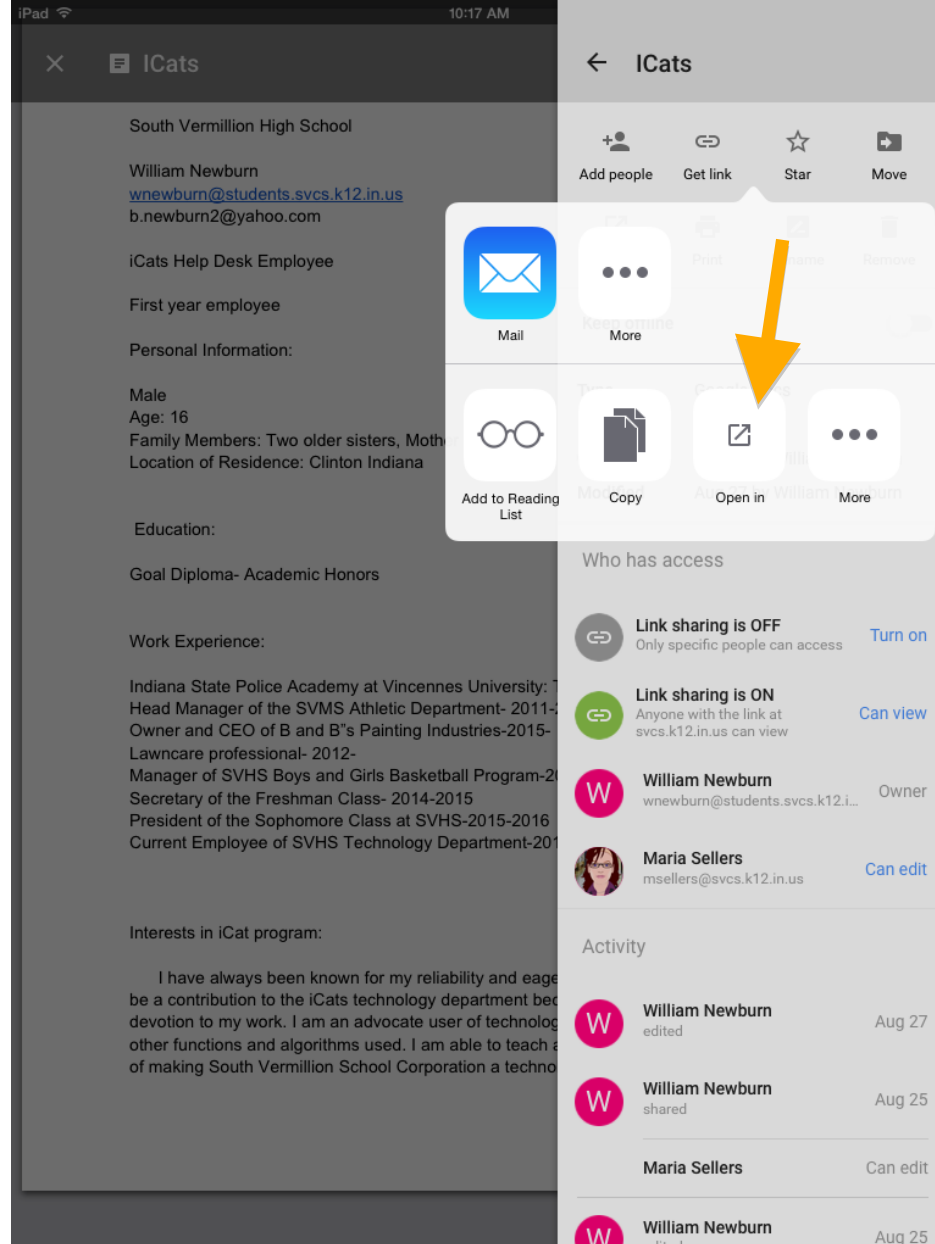 iPad
10:17 AM
ICats
ICats
South Vermillion High School
William Newburn
wnewburn@students.svcs.k12.in.us
b.newburn2@yahoo.com
iCats Help Desk Employee
First year employee
Personal Information:
Male
Age: 16
Family Members: Two older sisters, Moth
Location of Residence: Clinton Indiana
Education:
Goal Diploma- Academic Honors
Work Experience:
Indiana State Police Academy at Vincennes University:
Head Manager of the SVMS Athletic Department- 2011-
Owner and CEO of B and B"s Painting Industries-2015-
Lawncare professional- 2012-
Manager of SVHS Boys and Girls Basketball Program-20
Secretary of the Freshman Class- 2014-2015
President of the Sophomore Class at SVHS-2015-2016
Current Employee of SVHS Technology Department-201
Interests in iCat program:
I have always been known for my reliability and eage
be a contribution to the iCats technology department bec
devotion to my work. I am an advocate user of technolog
other functions and algorithms used. I am able to teach a
of making South Vermillion School Corporation a techno
Add people
Get link
Star
Move
Print
Remove
Keep offline
Mail
More
Type
Modified
Add to Reading
List
Copy
Open in
More
Who has access
Link sharing is OFF
Only specific people can access
Turn on
Link sharing is ON
Anyone with the link at
svcs.k12.in.us can view
Can view
W
William Newburn
wnewburn@students.svcs.k12.i...
Owner
Maria Sellers
msellers@svcs.k12.in.us
Can edit
Activity
W
William Newburn
edited
Aug 27
W
William Newburn
shared
Aug 25
Maria Sellers
Can edit
W
William Newburn
edited
Aug 25